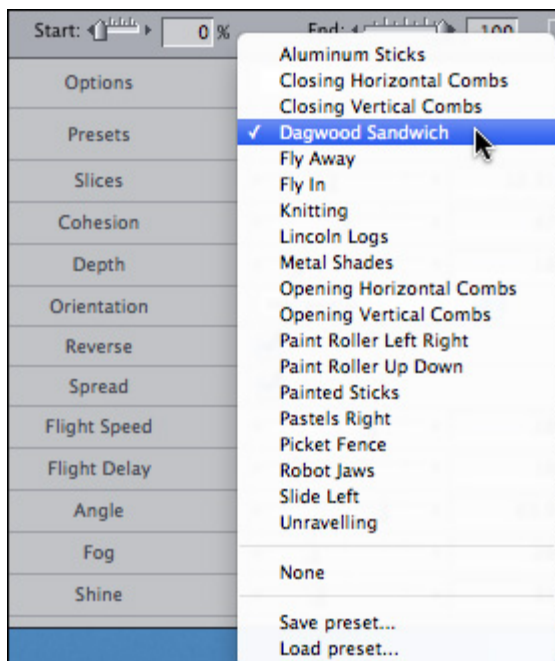 Start: 0 % End: 100
Options
Presets
Slices
Cohesion
Depth
Orientation
Reverse
Spread
Flight Speed
Flight Delay
Angle
Fog
Shine
Aluminum Sticks
Closing Horizontal Combs
Closing Vertical Combs
✓ Dagwood Sandwich
Fly Away
Fly In
Knitting
Lincoln Logs
Metal Shades
Opening Horizontal Combs
Opening Vertical Combs
Paint Roller Left Right
Paint Roller Up Down
Painted Sticks
Pastels Right
Picket Fence
Robot Jaws
Slide Left
Unravelling
None
Save preset...
Load preset...